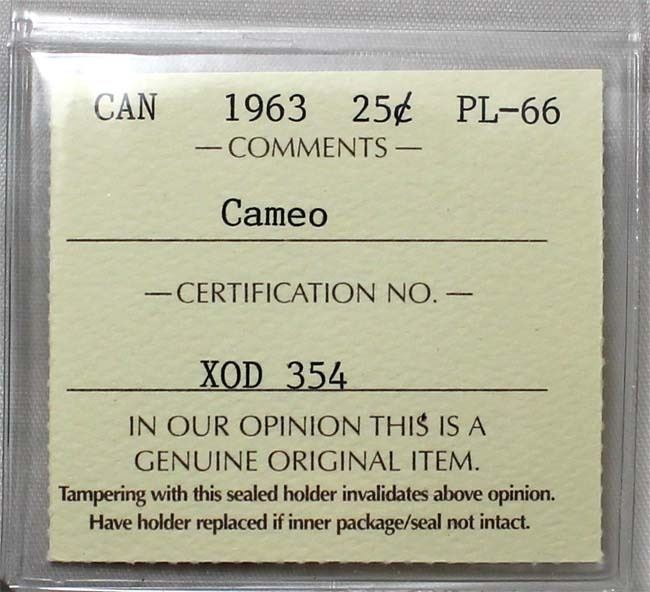 CAN 1963 25¢ PL-66
— COMMENTS —
Cameo
— CERTIFICATION NO. —
XOD 354
IN OUR OPINION THIS IS A
GENUINE ORIGINAL ITEM.
Tampering with this sealed holder invalidates above opinion.
Have holder replaced if inner package/seal not intact.